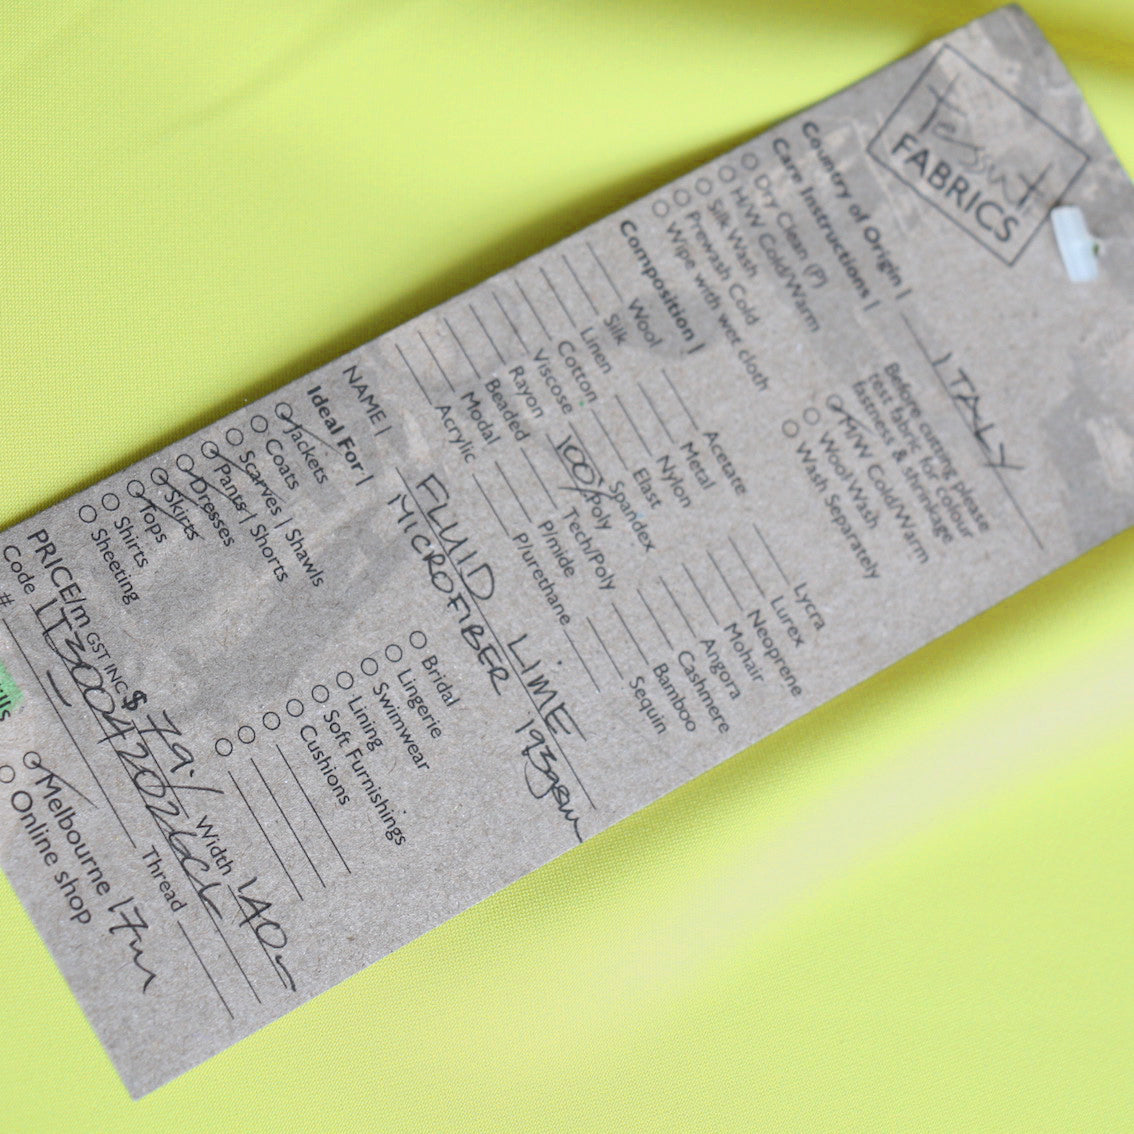 Tessuti
FABRICS
Country of Origin | ITALY
Care Instructions |
Before cutting please
test fabric for colour
fastness & shrinkage
Dry Clean (P)
H/W Cold/Warm
Silk Wash
Prewash Cold
Wipe with wet cloth
M/W Cold/Warm
Wool Wash
Wash Separately
Composition |
Wool
Silk
Linen
Cotton
Viscose
Rayon
Beaded
Modal
Acrylic
Acetate
Metal
Nylon
Elast
Spandex
100% Poly
Tech/Poly
P/mide
P/urethane
Lycra
Lurex
Neoprene
Mohair
Angora
Cashmere
Bamboo
Sequin
NAME | FLUID LIME
MICROFIBER 193gsm
Ideal For |
Jackets
Coats
Scarves | Shawls
Pants | Shorts
Dresses
Skirts
Tops
Shirts
Sheeting
Bridal
Lingerie
Swimwear
Lining
Soft Furnishings
Cushions
PRICE/m GST INC $ 79.- Width 140
Code
# Thread
Melbourne 17m
Online shop